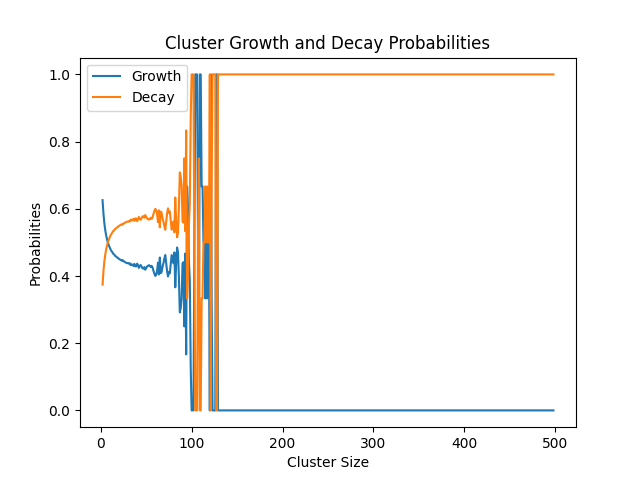 Cluster Growth and Decay Probabilities
Growth
Decay
Probabilities
1.0
0.8
0.6
0.4
0.2
0.0
0 100 200 300 400 500
Cluster Size